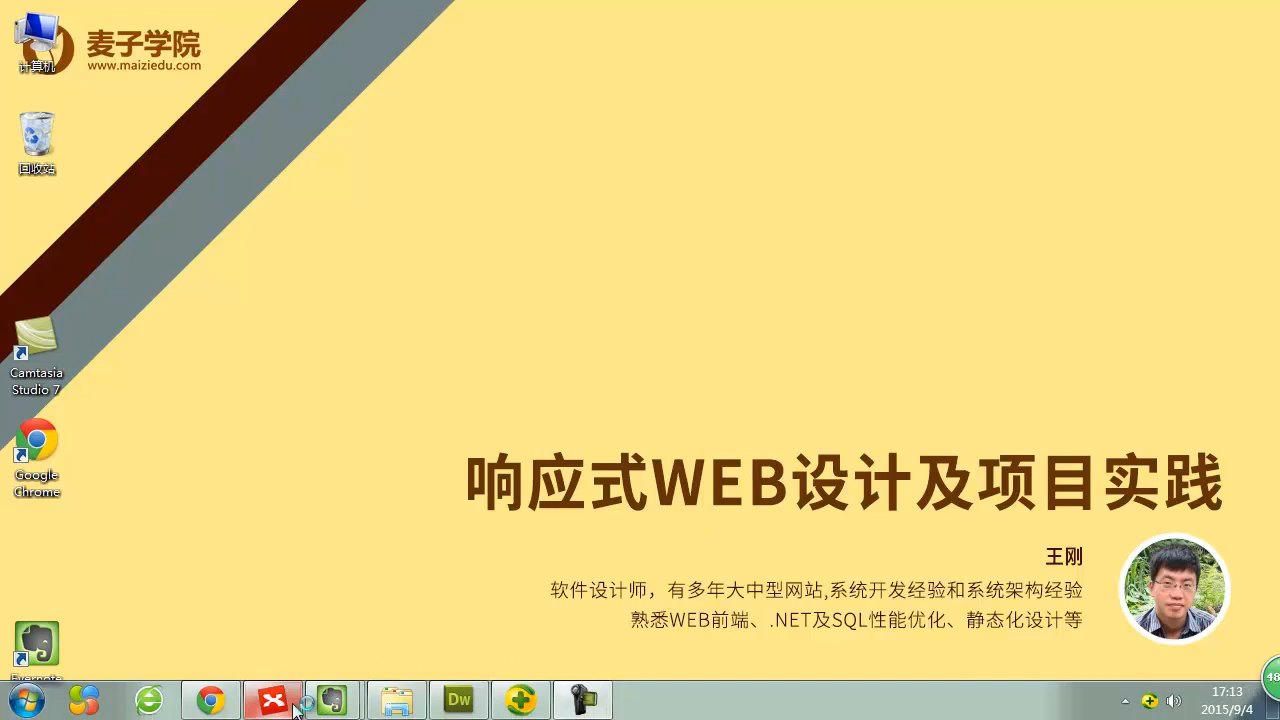 麦子学院
www.maiziedu.com
计算机
回收站
Camtasia
Studio 7
Google
Chrome
响应式WEB设计及项目实践
王刚
软件设计师，有多年大中型网站,系统开发经验和系统架构经验
熟悉WEB前端、.NET及SQL性能优化、静态化设计等
Evernote
Dw
48
17:13
2015/9/4